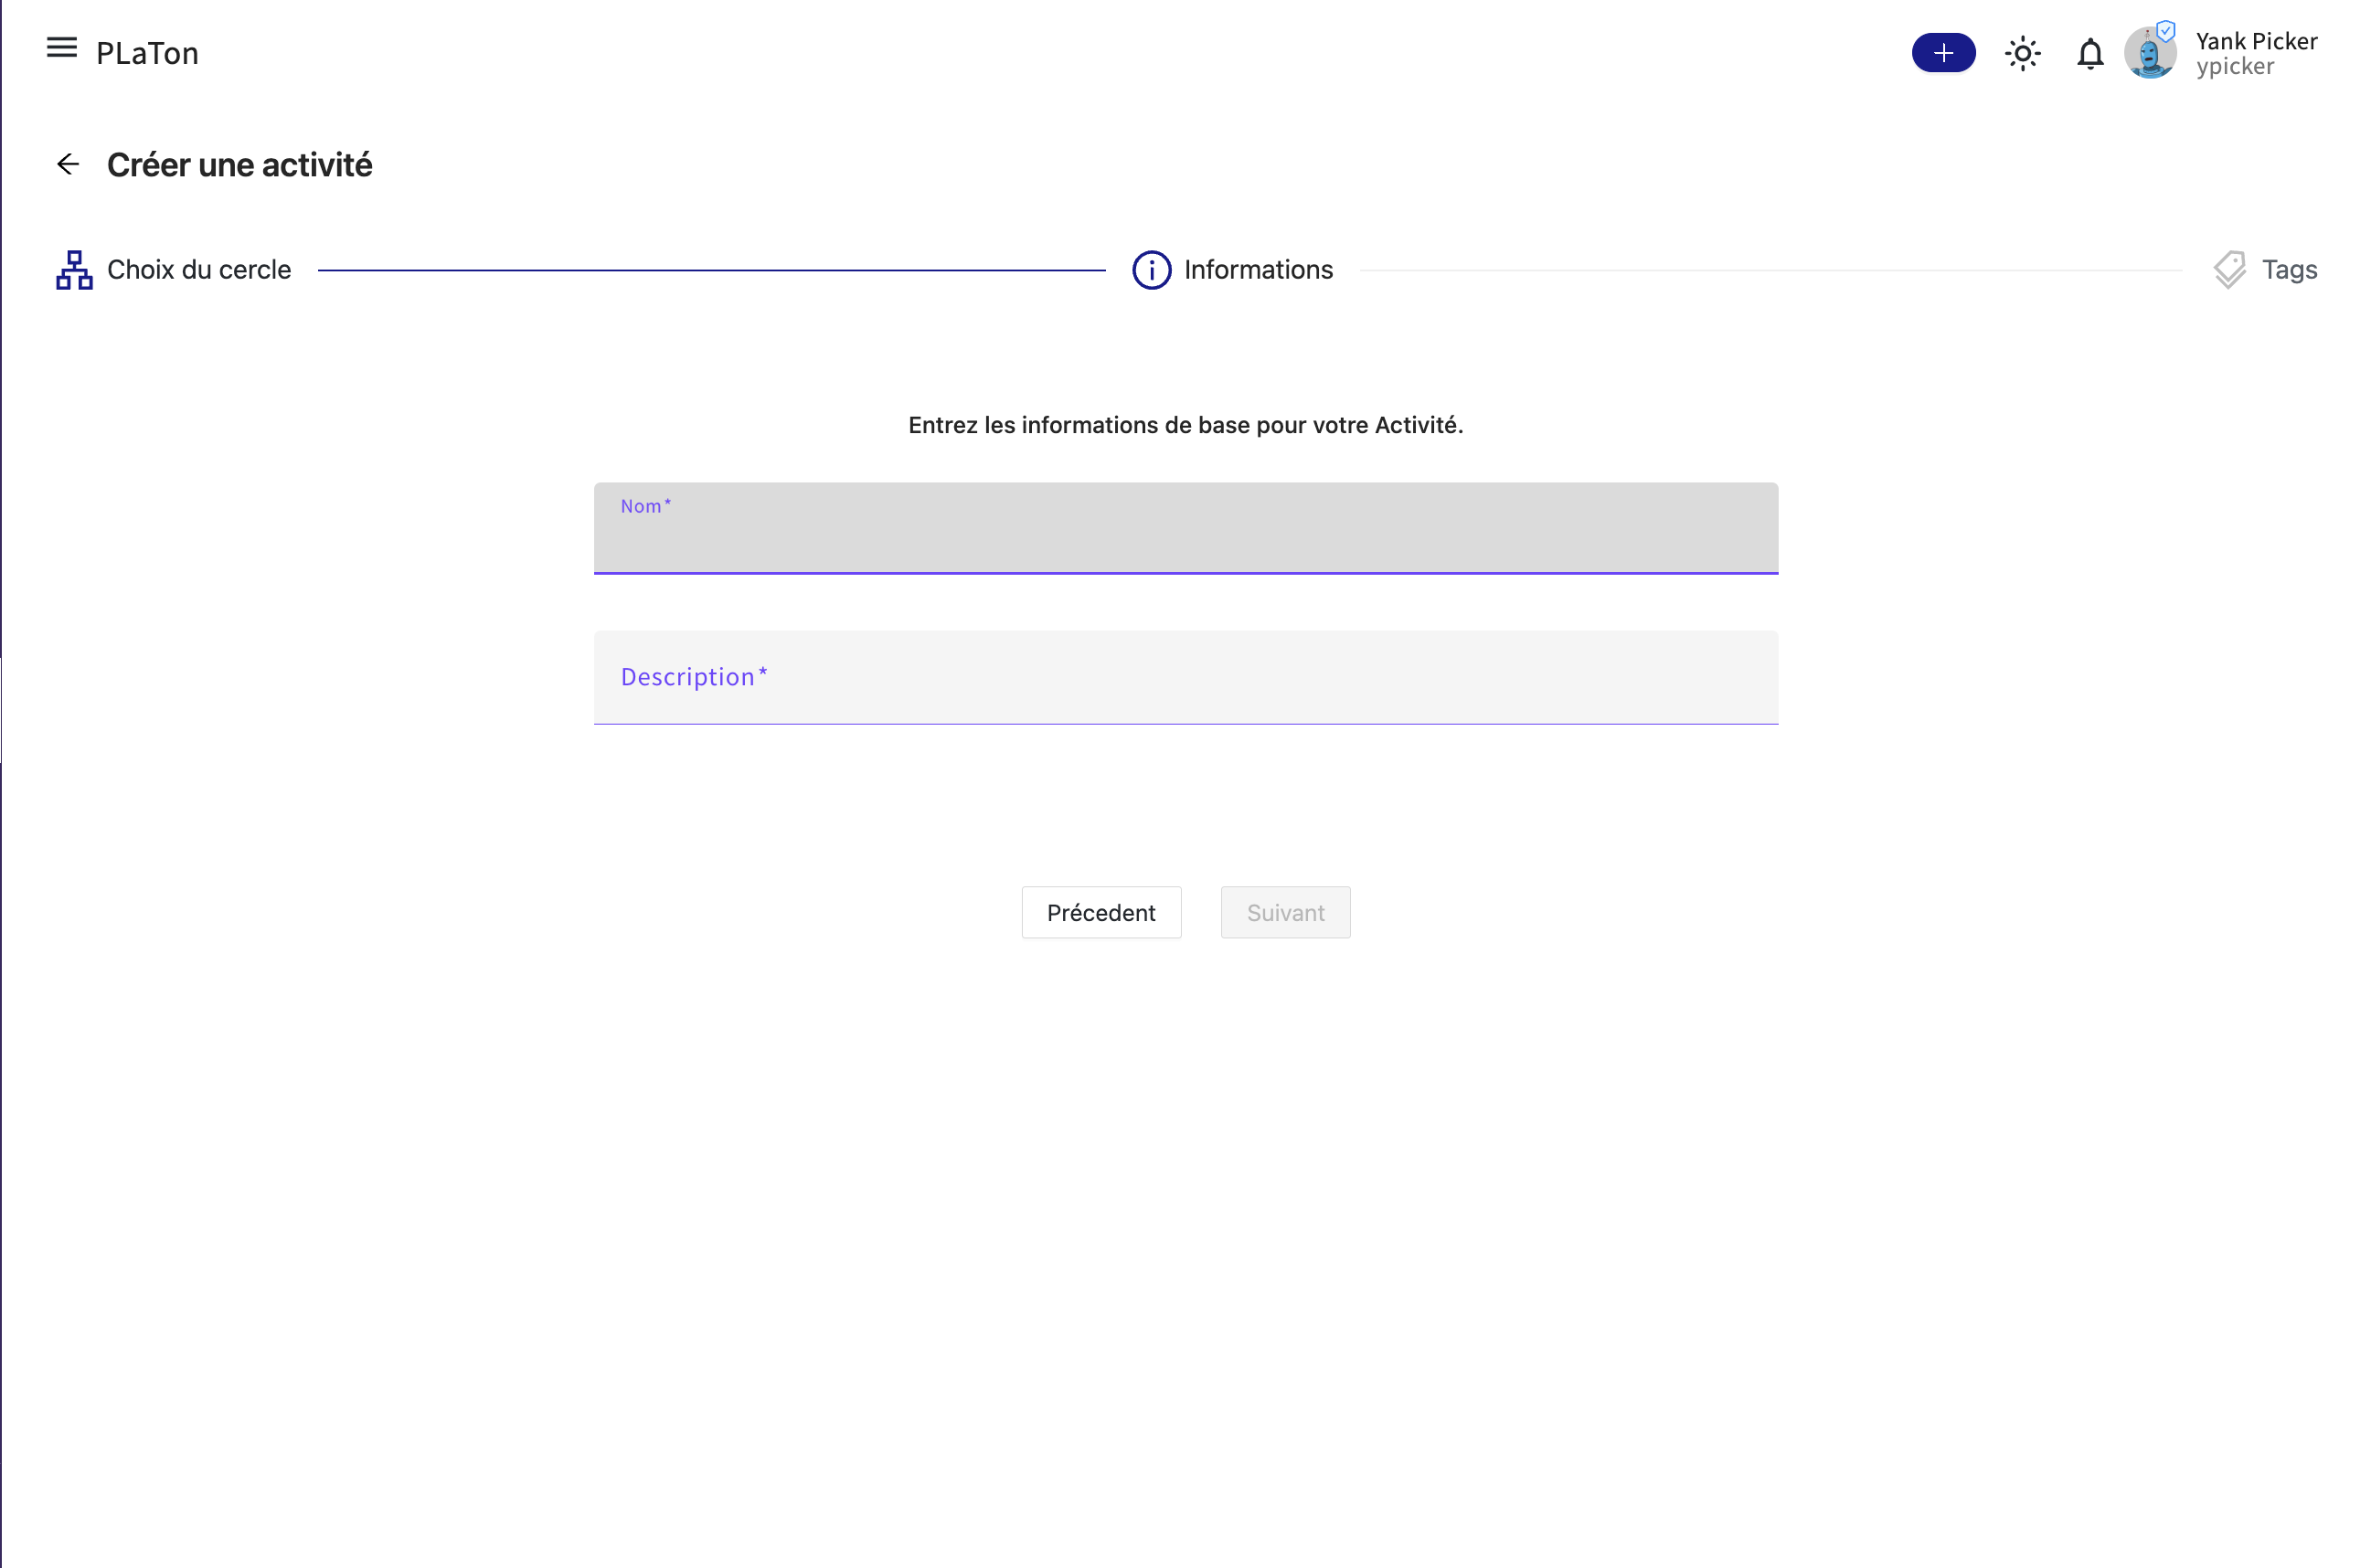 PLaTon
Yank Picker
ypicker
Créer une activité
Choix du cercle
Informations
Tags
Entrez les informations de base pour votre Activité.
Nom*
Description*
Précedent
Suivant